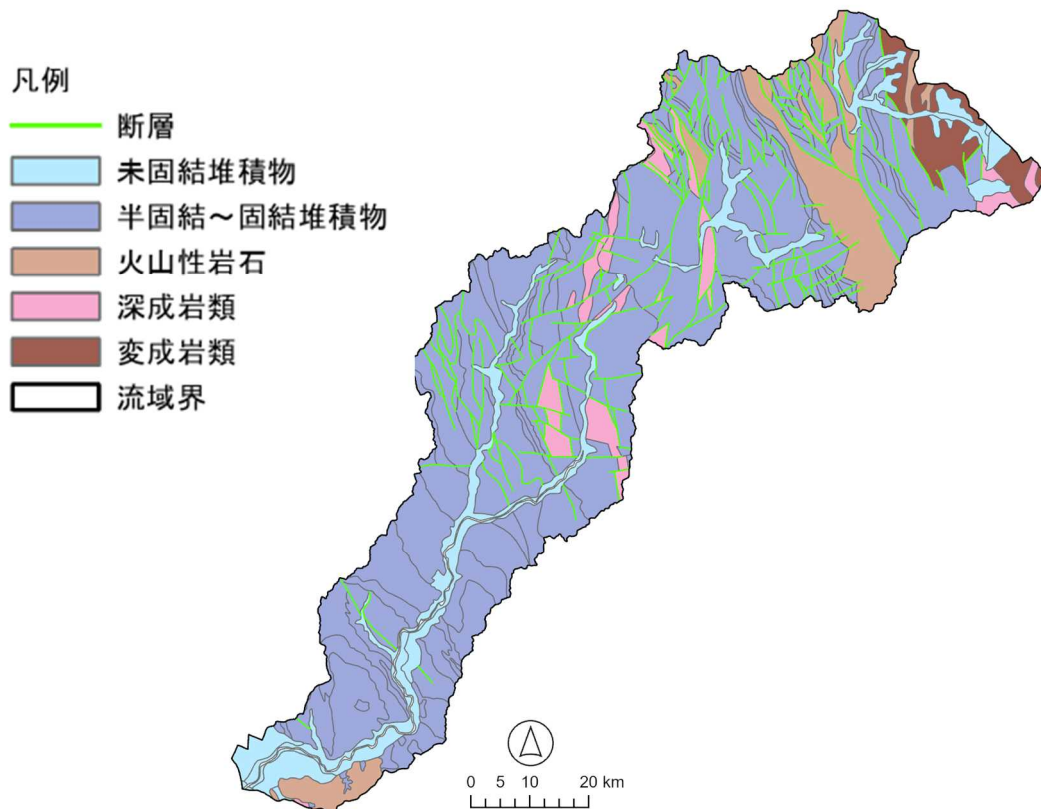 凡例
断層
未固結堆積物
半固結～固結堆積物
火山性岩石
深成岩類
変成岩類
流域界
0 5 10 20 km